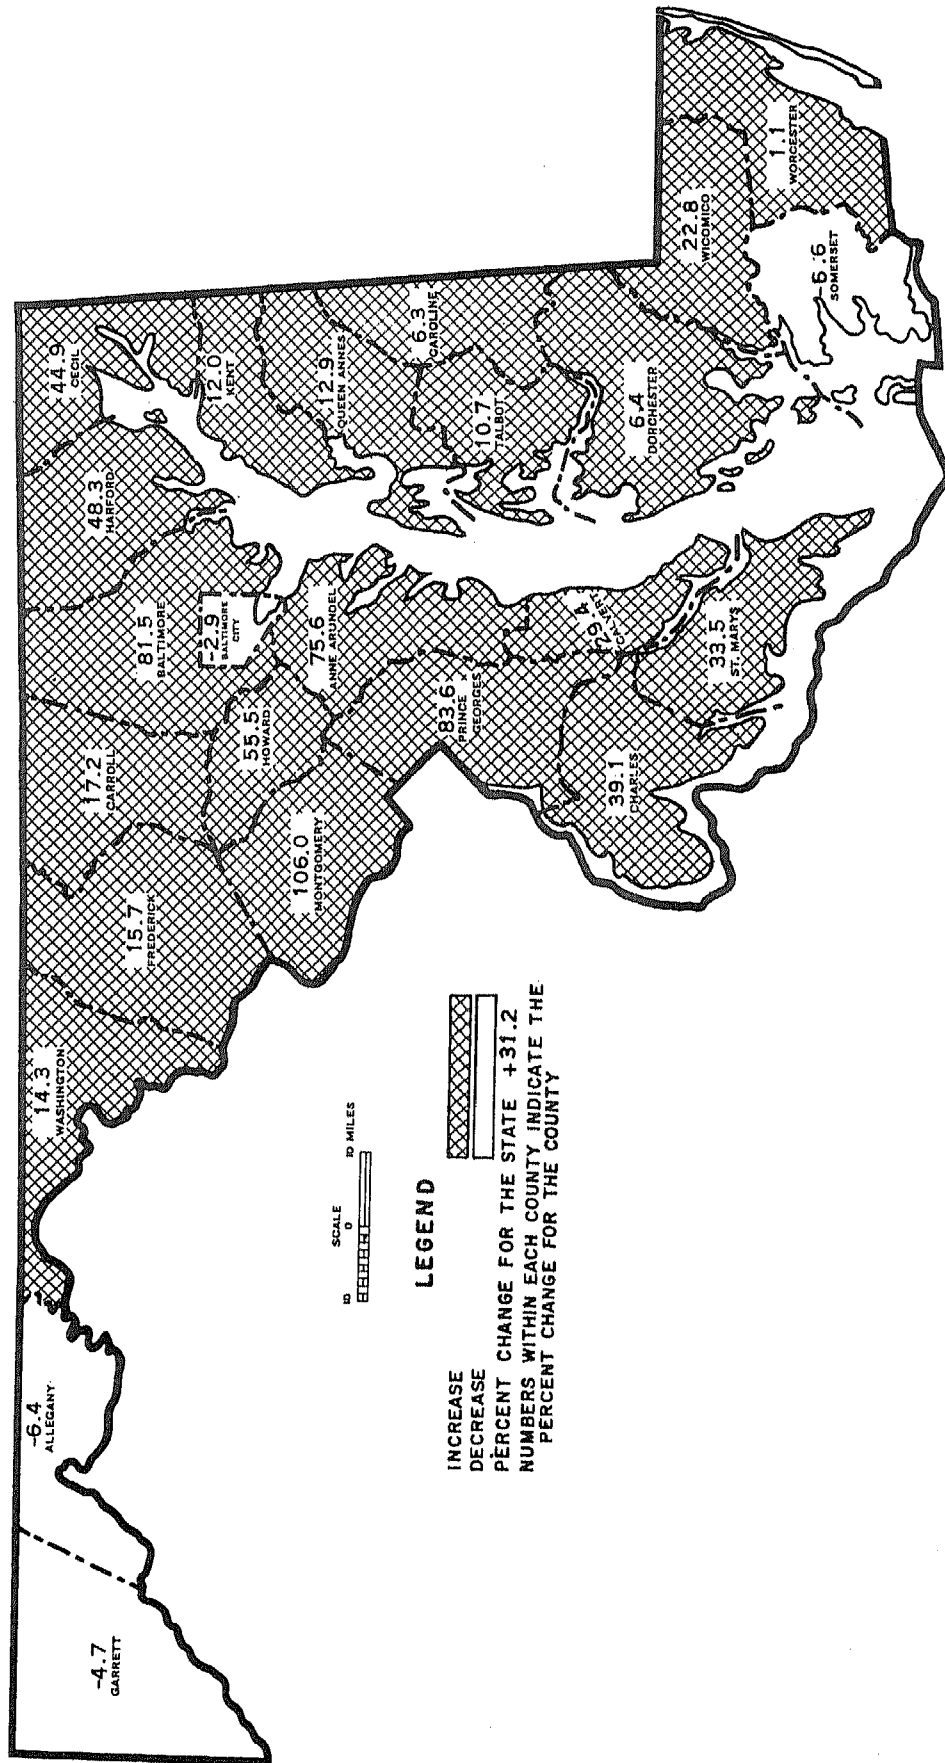 -4.7
GARRETT
-6.4
ALLEGANY
14.3
WASHINGTON
15.7
FREDERICK
17.2
CARROLL
81.5
BALTIMORE
-2.9
BALTIMORE
CITY
48.3
HARFORD
44.9
CECIL
106.0
MONTGOMERY
55.5
HOWARD
75.6
ANNE ARUNDEL
83.6
PRINCE
GEORGES
39.1
CHARLES
29.4
CALVERT
33.5
ST. MARYS
12.0
KENT
12.9
QUEEN ANNES
6.3
CAROLINE
10.7
TALBOT
6.4
DORCHESTER
22.8
WICOMICO
-6.6
SOMERSET
1.1
WORCESTER
SCALE
10 0 10 MILES
LEGEND
INCREASE
DECREASE
PERCENT CHANGE FOR THE STATE +31.2
NUMBERS WITHIN EACH COUNTY INDICATE THE
PERCENT CHANGE FOR THE COUNTY